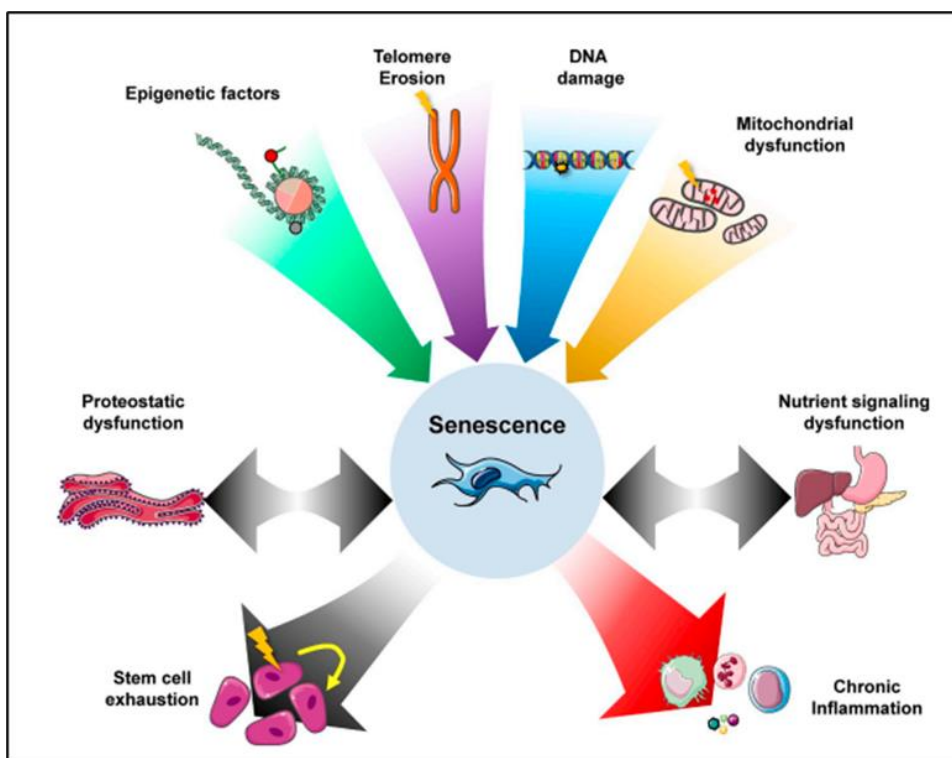 Telomere
Erosion
DNA
damage
Epigenetic factors
Mitochondrial
dysfunction
Proteostatic
dysfunction
Senescence
Nutrient signaling
dysfunction
Stem cell
exhaustion
Chronic
Inflammation